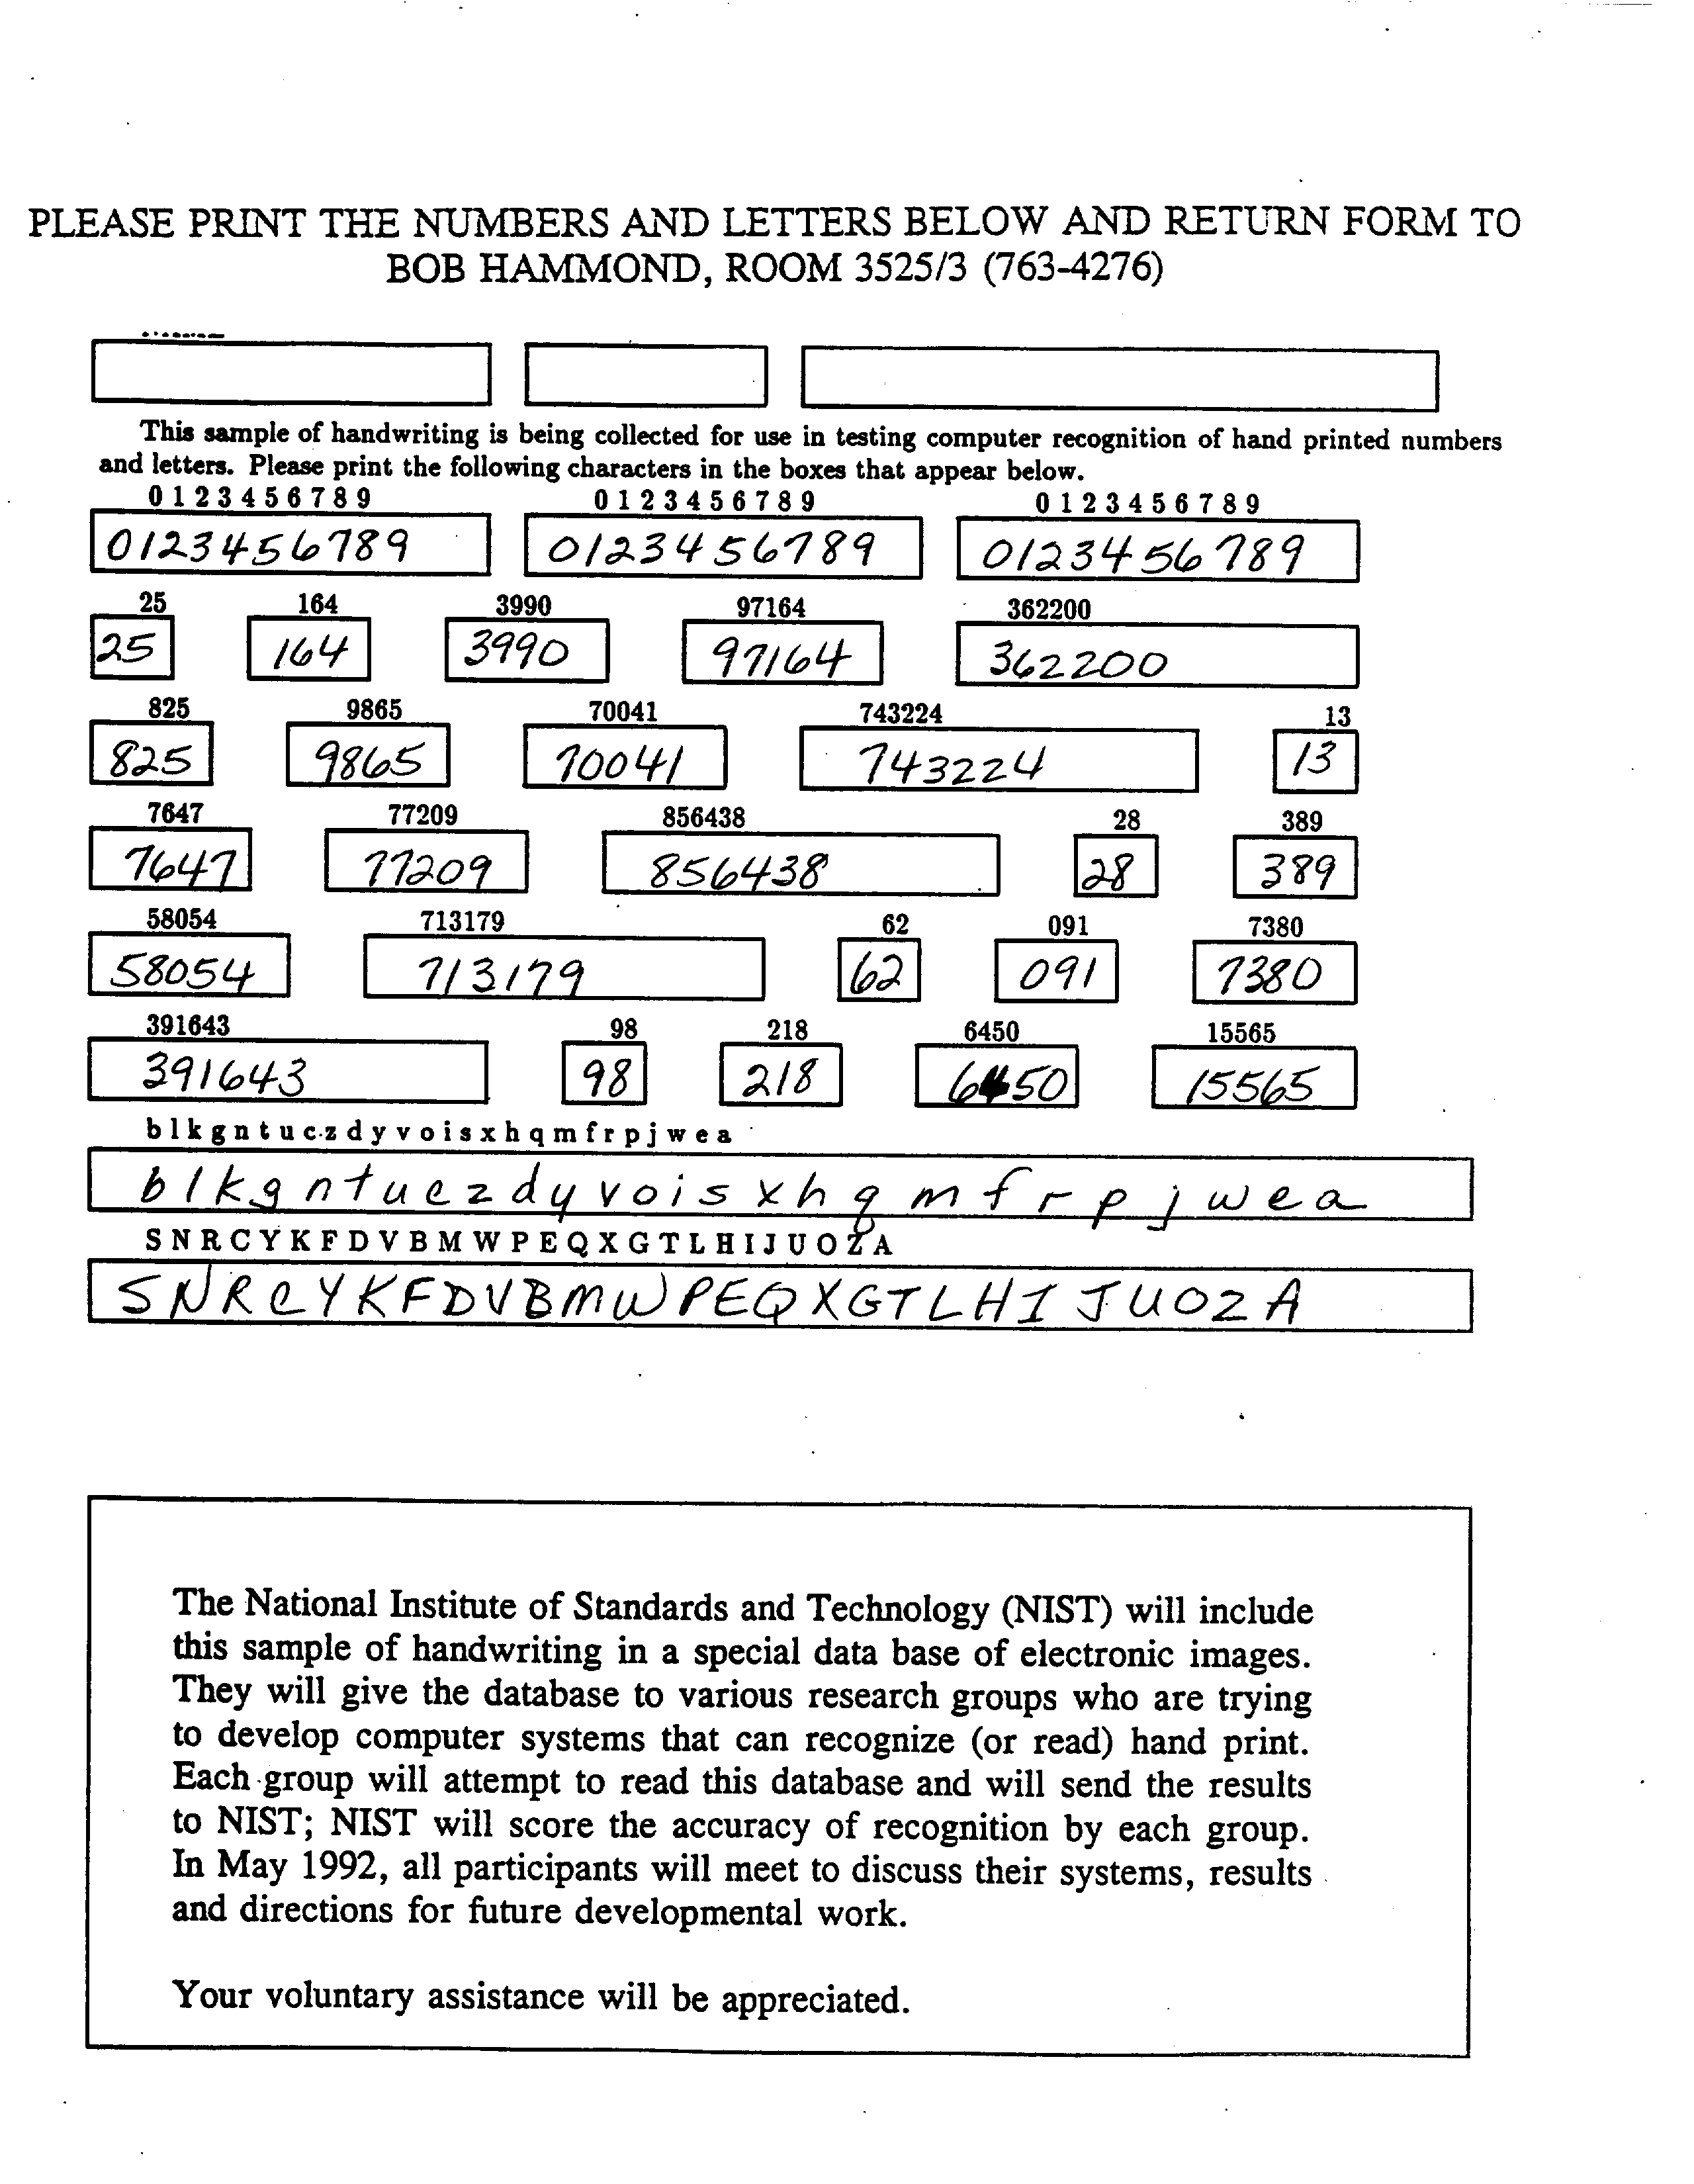 PLEASE PRINT THE NUMBERS AND LETTERS BELOW AND RETURN FORM TO
BOB HAMMOND, ROOM 3525/3 (763-4276)
This sample of handwriting is being collected for use in testing computer recognition of hand printed numbers
and letters. Please print the following characters in the boxes that appear below.
0 1 2 3 4 5 6 7 8 9 0 1 2 3 4 5 6 7 8 9 0 1 2 3 4 5 6 7 8 9
0123456789 0123456789 0123456789
25 164 3990 97164 362200
25 164 3990 97164 362200
825 9865 70041 743224 13
825 9865 70041 743224 13
7647 77209 856438 28 389
7647 77209 856438 28 389
58054 713179 62 091 7380
58054 713179 62 091 7380
391643 98 218 6450 15565
391643 98 218 6450 15565
b l k g n t u c z d y v o i s x h q m f r p j w e a
b l k g n t u c z d y v o i s x h q m f r p j w e a
S N R C Y K F D V B M W P E Q X G T L H I J U O Z A
S N R C Y K F D V B M W P E Q X G T L H I J U O Z A
The National Institute of Standards and Technology (NIST) will include
this sample of handwriting in a special data base of electronic images.
They will give the database to various research groups who are trying
to develop computer systems that can recognize (or read) hand print.
Each group will attempt to read this database and will send the results
to NIST; NIST will score the accuracy of recognition by each group.
In May 1992, all participants will meet to discuss their systems, results
and directions for future developmental work.
Your voluntary assistance will be appreciated.